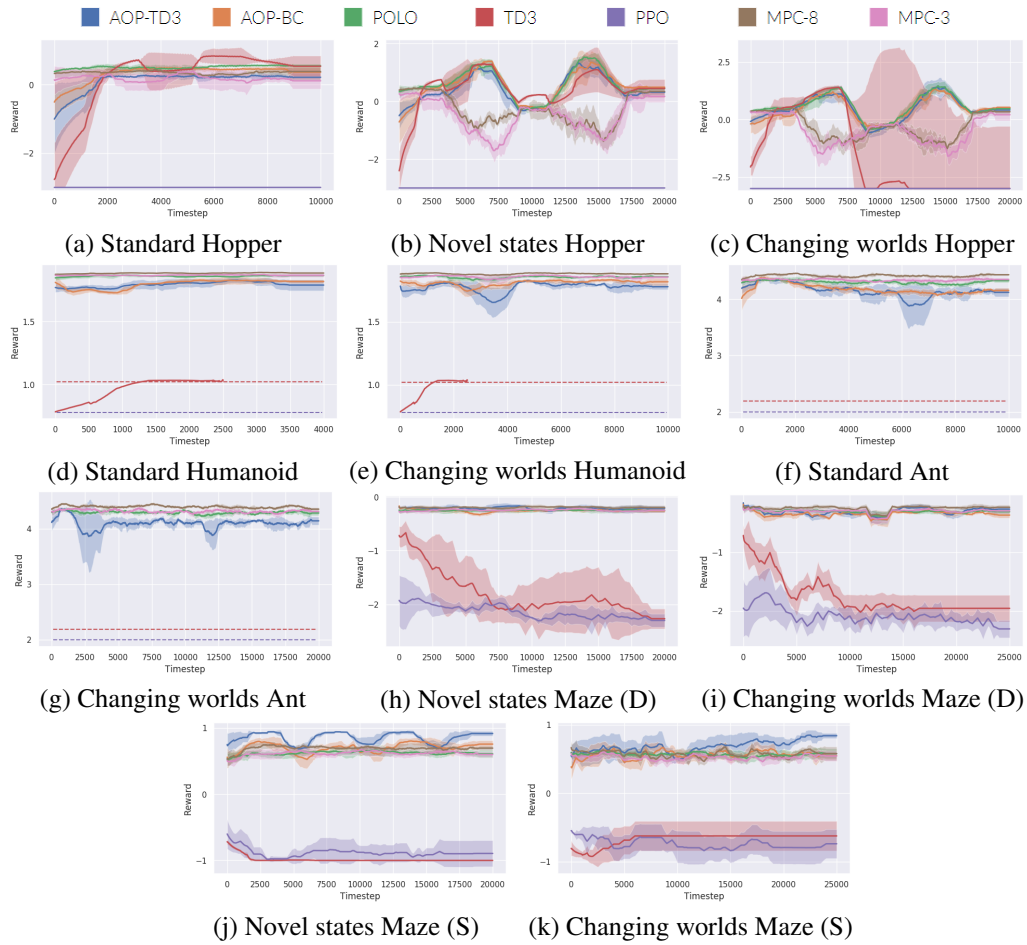 AOP-TD3 AOP-BC POLO TD3 PPO MPC-8 MPC-3
Reward
0
−2
0 2000 4000 6000 8000 10000
Timestep
(a) Standard Hopper
Reward
2
0
−2
0 2500 5000 7500 10000 12500 15000 17500 20000
Timestep
(b) Novel states Hopper
Reward
2.5
0.0
−2.5
0 2500 5000 7500 10000 12500 15000 17500 20000
Timestep
(c) Changing worlds Hopper
Reward
1.5
1.0
0 500 1000 1500 2000 2500 3000 3500 4000
Timestep
(d) Standard Humanoid
Reward
1.5
1.0
0 2000 4000 6000 8000 10000
Timestep
(e) Changing worlds Humanoid
Reward
4
3
2
0 2000 4000 6000 8000 10000
Timestep
(f) Standard Ant
Reward
4
3
2
0 2500 5000 7500 10000 12500 15000 17500 20000
Timestep
(g) Changing worlds Ant
Reward
0
−1
−2
0 2500 5000 7500 10000 12500 15000 17500 20000
Timestep
(h) Novel states Maze (D)
Reward
−1
−2
0 5000 10000 15000 20000 25000
Timestep
(i) Changing worlds Maze (D)
Reward
1
0
−1
0 2500 5000 7500 10000 12500 15000 17500 20000
Timestep
(j) Novel states Maze (S)
Reward
1
0
−1
0 5000 10000 15000 20000 25000
Timestep
(k) Changing worlds Maze (S)